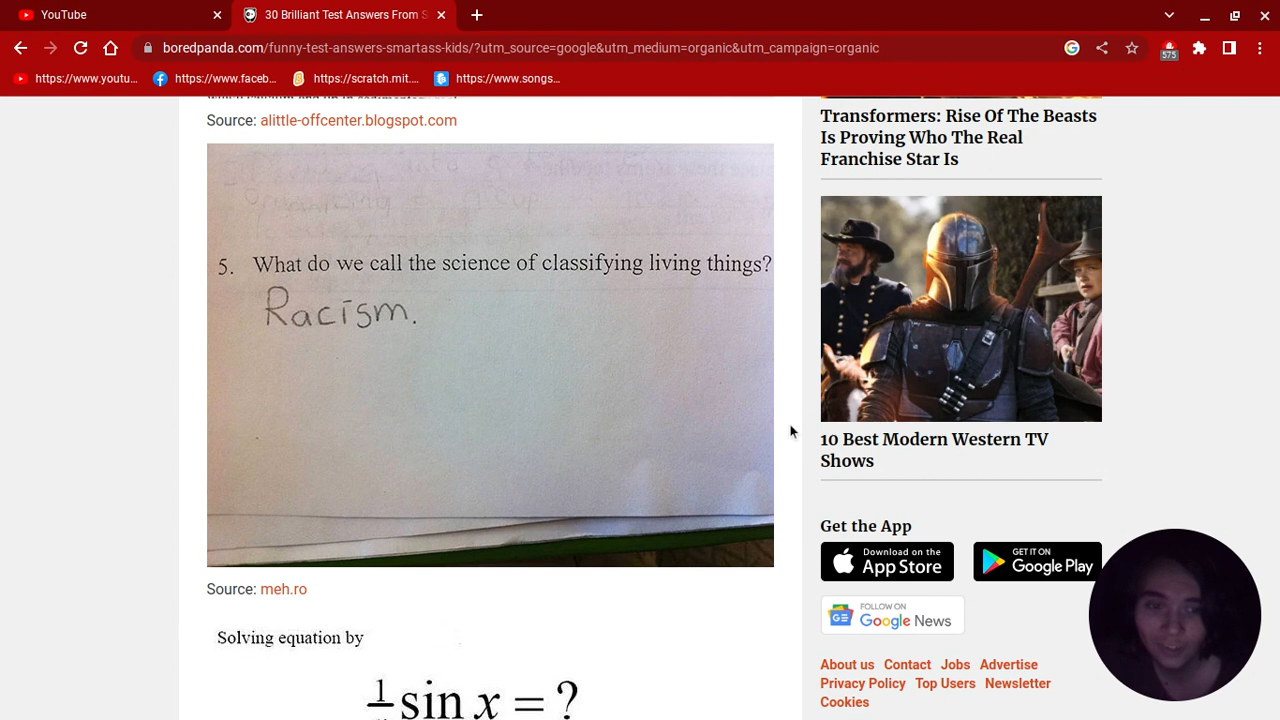 YouTube
30 Brilliant Test Answers From S
boredpanda.com/funny-test-answers-smartass-kids/?utm_source=google&utm_medium=organic&utm_campaign=organic
575
https://www.youtu...
https://www.faceb...
https://scratch.mit....
https://www.songs...
Source: alittle-offcenter.blogspot.com
5. What do we call the science of classifying living things?
Racism.
Source: meh.ro
Solving equation by
1 sin x = ?
Transformers: Rise Of The Beasts
Is Proving Who The Real
Franchise Star Is
10 Best Modern Western TV
Shows
Get the App
Download on the
App Store
GET IT ON
Google Play
FOLLOW ON
Google News
About us Contact Jobs Advertise
Privacy Policy Top Users Newsletter
Cookies